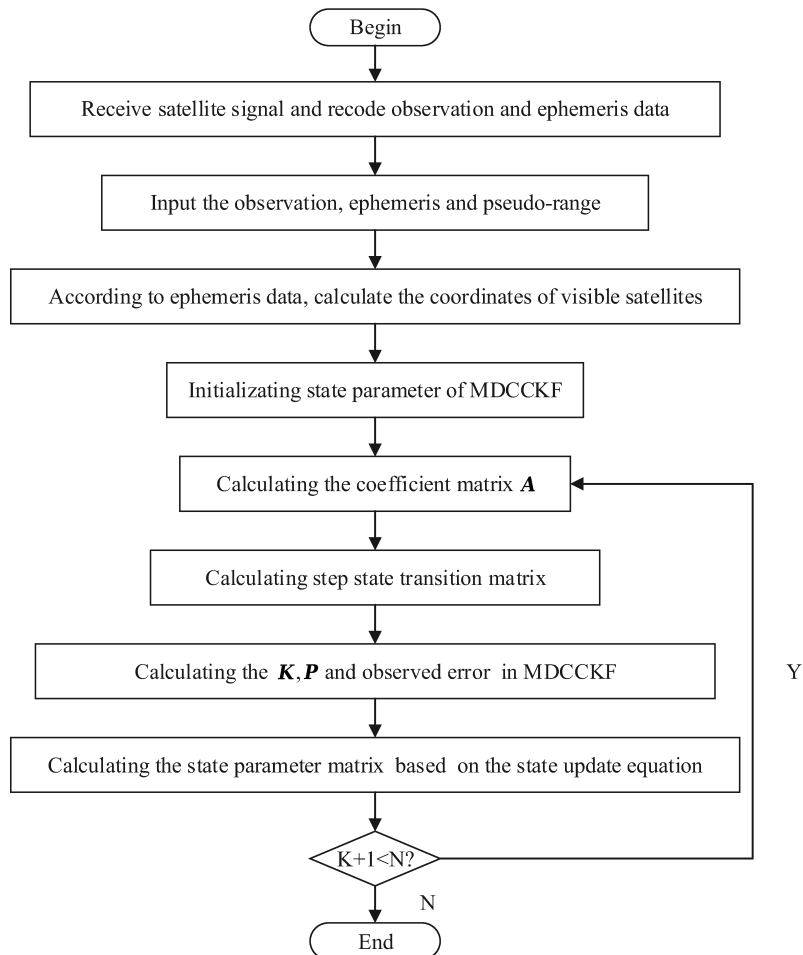 Begin
Receive satellite signal and recode observation and ephemeris data
Input the observation, ephemeris and pseudo-range
According to ephemeris data, calculate the coordinates of visible satellites
Initializating state parameter of MDCCKF
Calculating the coefficient matrix A
Calculating step state transition matrix
Calculating the K,P and observed error in MDCCKF
Y
Calculating the state parameter matrix based on the state update equation
K+1<N?
N
End